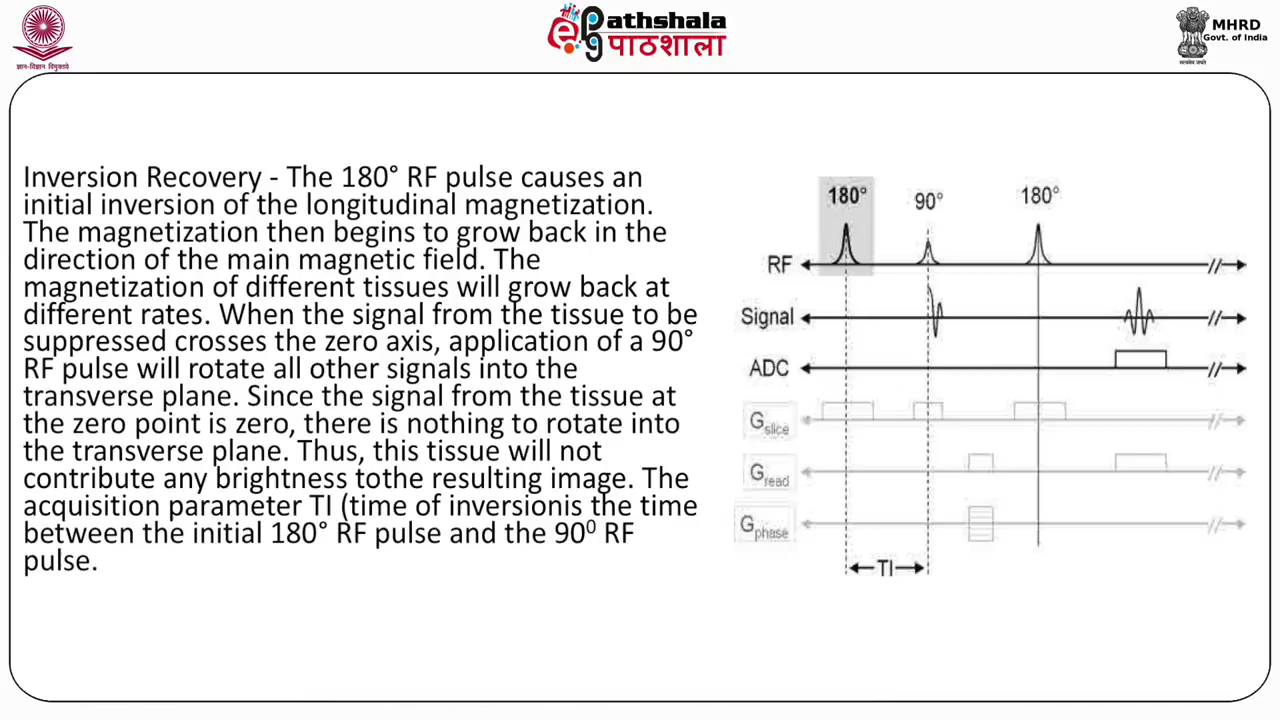 ज्ञान-विज्ञान विमुक्तये
ePathshala
पाठशाला
MHRD
Govt. of India
सत्यमेव जयते
Inversion Recovery - The 180° RF pulse causes an
initial inversion of the longitudinal magnetization.
The magnetization then begins to grow back in the
direction of the main magnetic field. The
magnetization of different tissues will grow back at
different rates. When the signal from the tissue to be
suppressed crosses the zero axis, application of a 90°
RF pulse will rotate all other signals into the
transverse plane. Since the signal from the tissue at
the zero point is zero, there is nothing to rotate into
the transverse plane. Thus, this tissue will not
contribute any brightness tothe resulting image. The
acquisition parameter TI (time of inversionis the time
between the initial 180° RF pulse and the 90⁰ RF
pulse.
180° 90° 180°
RF
Signal
ADC
Gslice
Gread
Gphase
TI